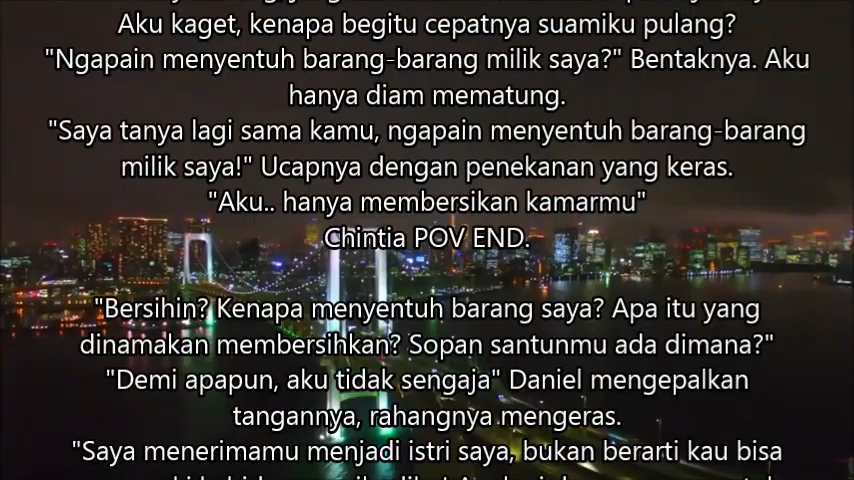 Aku kaget, kenapa begitu cepatnya suamiku pulang?
"Ngapain menyentuh barang-barang milik saya?" Bentaknya. Aku
hanya diam mematung.
"Saya tanya lagi sama kamu, ngapain menyentuh barang-barang
milik saya!" Ucapnya dengan penekanan yang keras.
"Aku.. hanya membersikan kamarmu"
Chintia POV END.
"Bersihin? Kenapa menyentuh barang saya? Apa itu yang
dinamakan membersihkan? Sopan santunmu ada dimana?"
"Demi apapun, aku tidak sengaja" Daniel mengepalkan
tangannya, rahangnya mengeras.
"Saya menerimamu menjadi istri saya, bukan berarti kau bisa